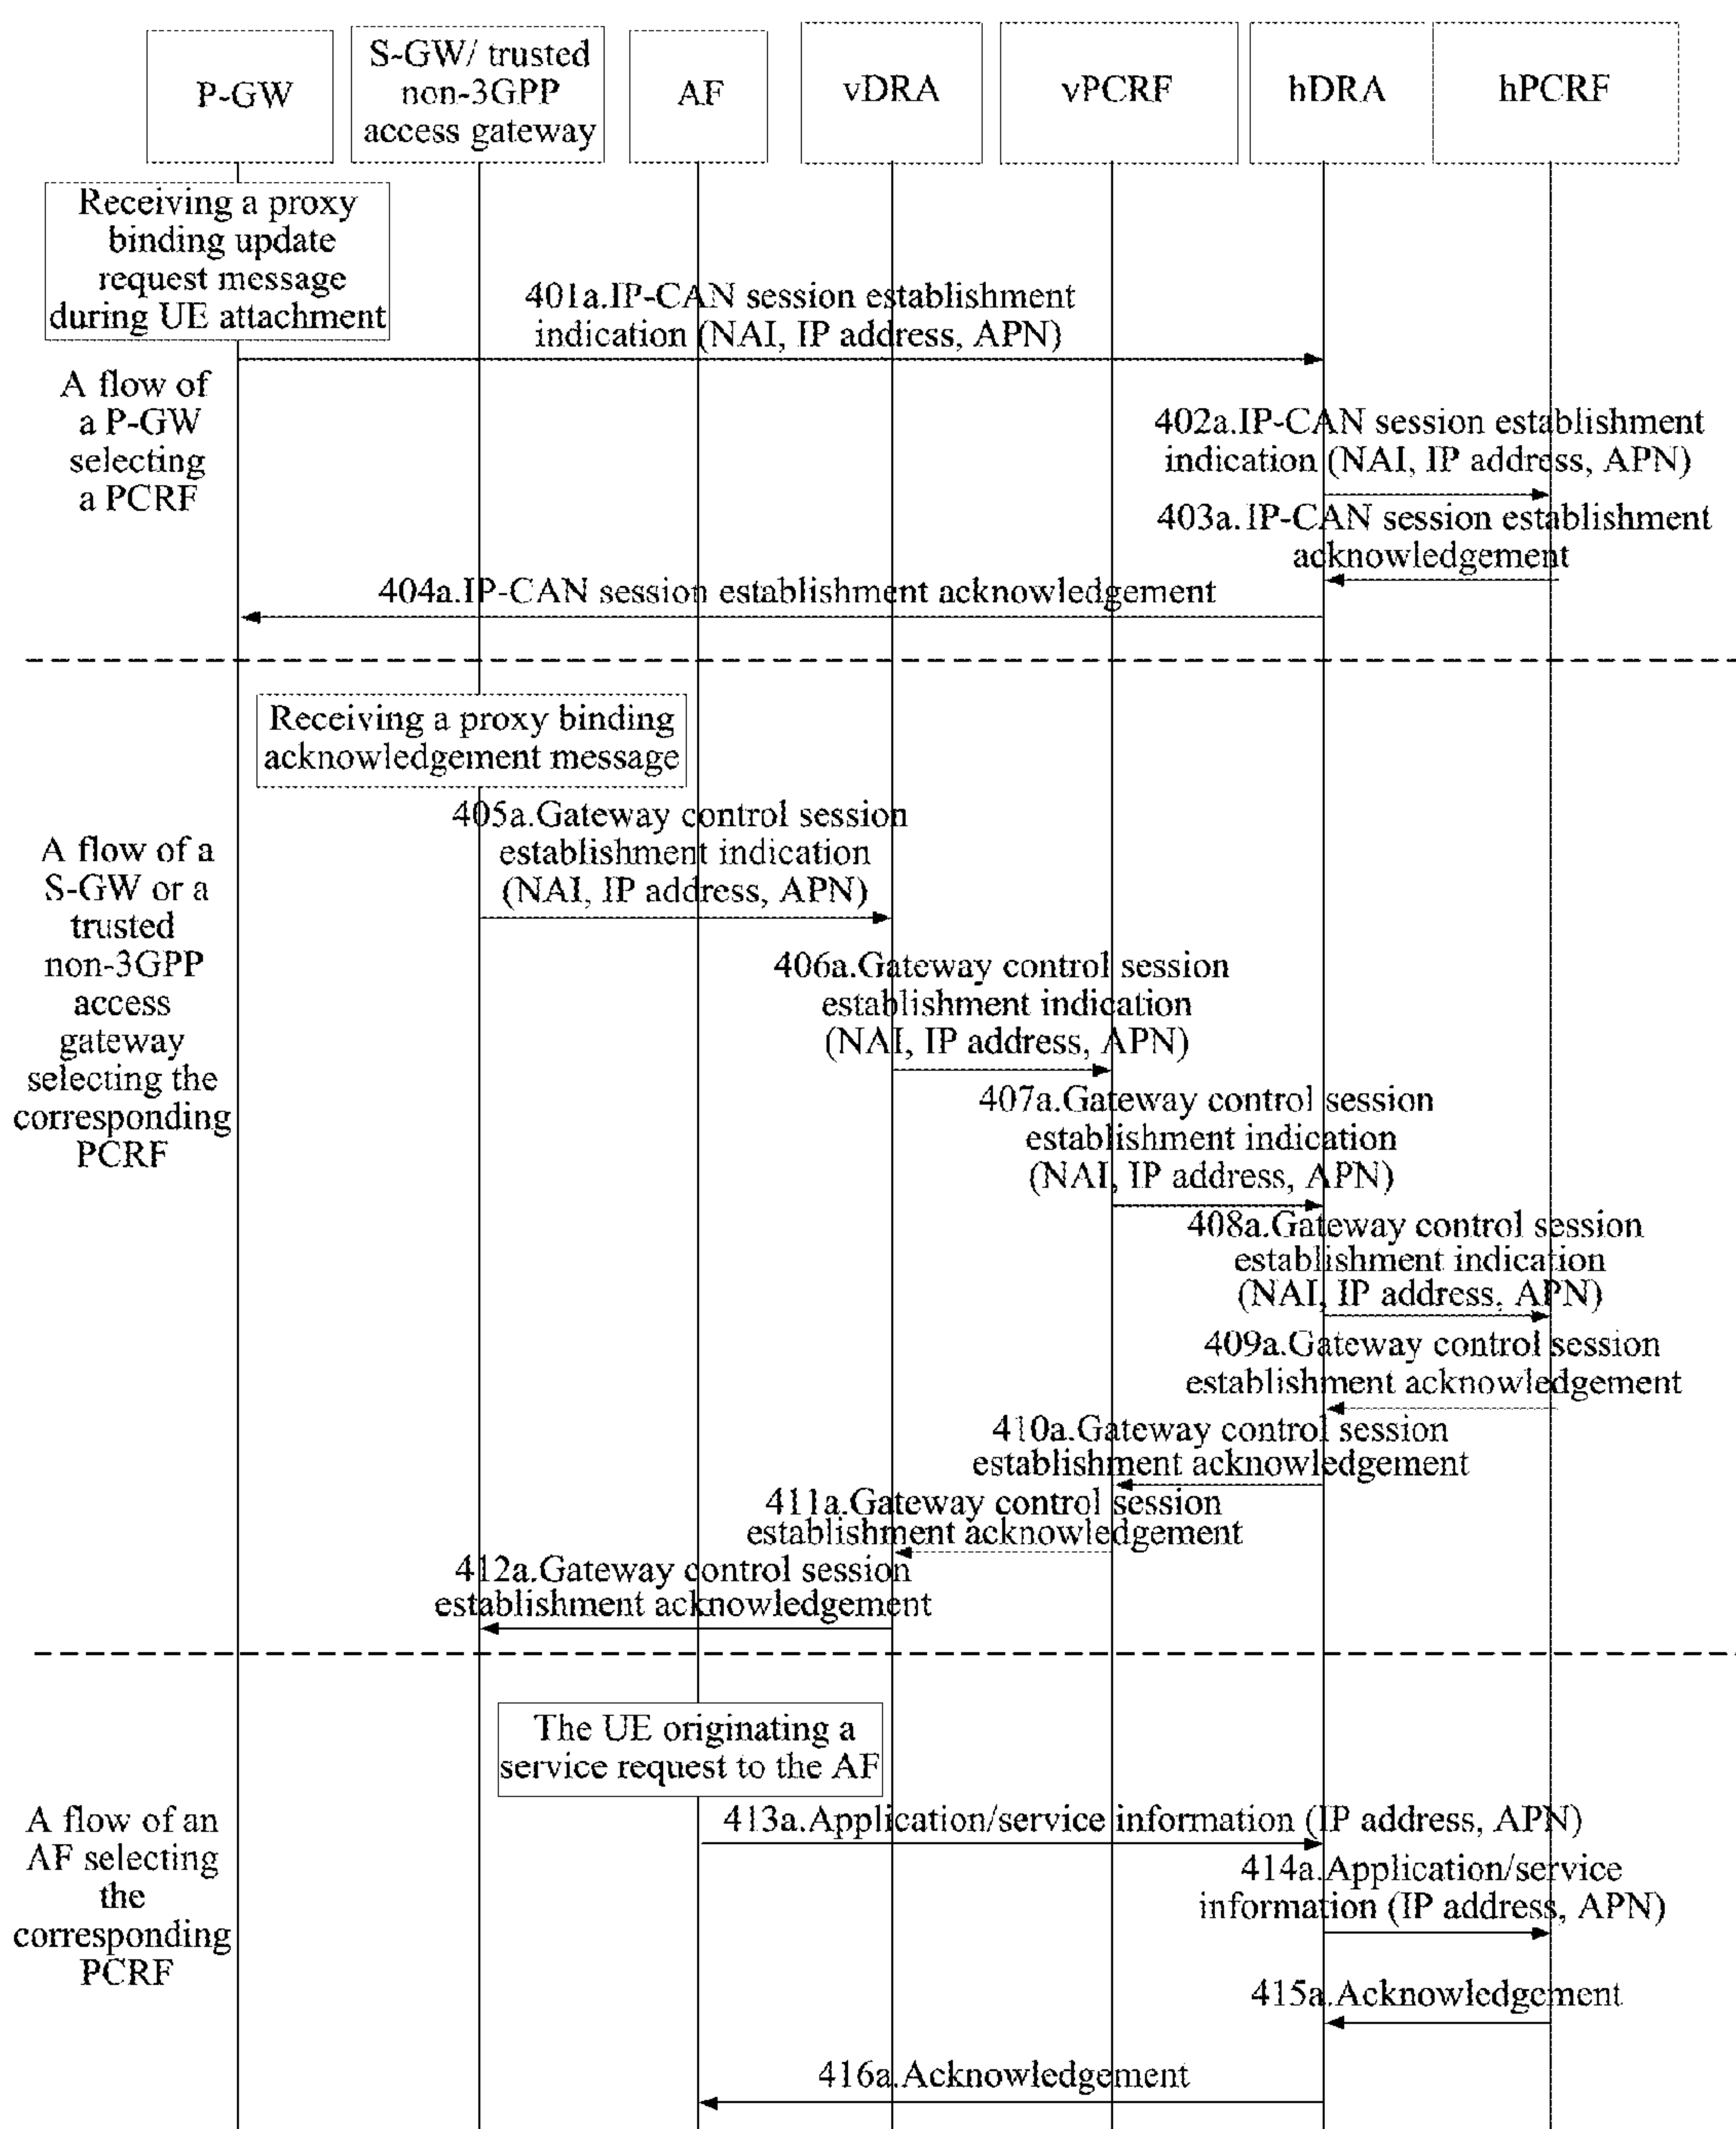 P-GW
S-GW/ trusted
non-3GPP
access gateway
AF
vDRA
vPCRF
hDRA
hPCRF
Receiving a proxy
binding update
request message
during UE attachment
401a.IP-CAN session establishment
indication (NAI, IP address, APN)
A flow of
a P-GW
selecting
a PCRF
402a.IP-CAN session establishment
indication (NAI, IP address, APN)
403a.IP-CAN session establishment
acknowledgement
404a.IP-CAN session establishment acknowledgement
Receiving a proxy binding
acknowledgement message
A flow of a
S-GW or a
trusted
non-3GPP
access
gateway
selecting the
corresponding
PCRF
405a.Gateway control session
establishment indication
(NAI, IP address, APN)
406a.Gateway control session
establishment indication
(NAI, IP address, APN)
407a.Gateway control session
establishment indication
(NAI, IP address, APN)
408a.Gateway control session
establishment indication
(NAI, IP address, APN)
409a.Gateway control session
establishment acknowledgement
410a.Gateway control session
establishment acknowledgement
411a.Gateway control session
establishment acknowledgement
412a.Gateway control session
establishment acknowledgement
The UE originating a
service request to the AF
A flow of an
AF selecting
the
corresponding
PCRF
413a.Application/service information (IP address, APN)
414a.Application/service
information (IP address, APN)
415a.Acknowledgement
416a.Acknowledgement